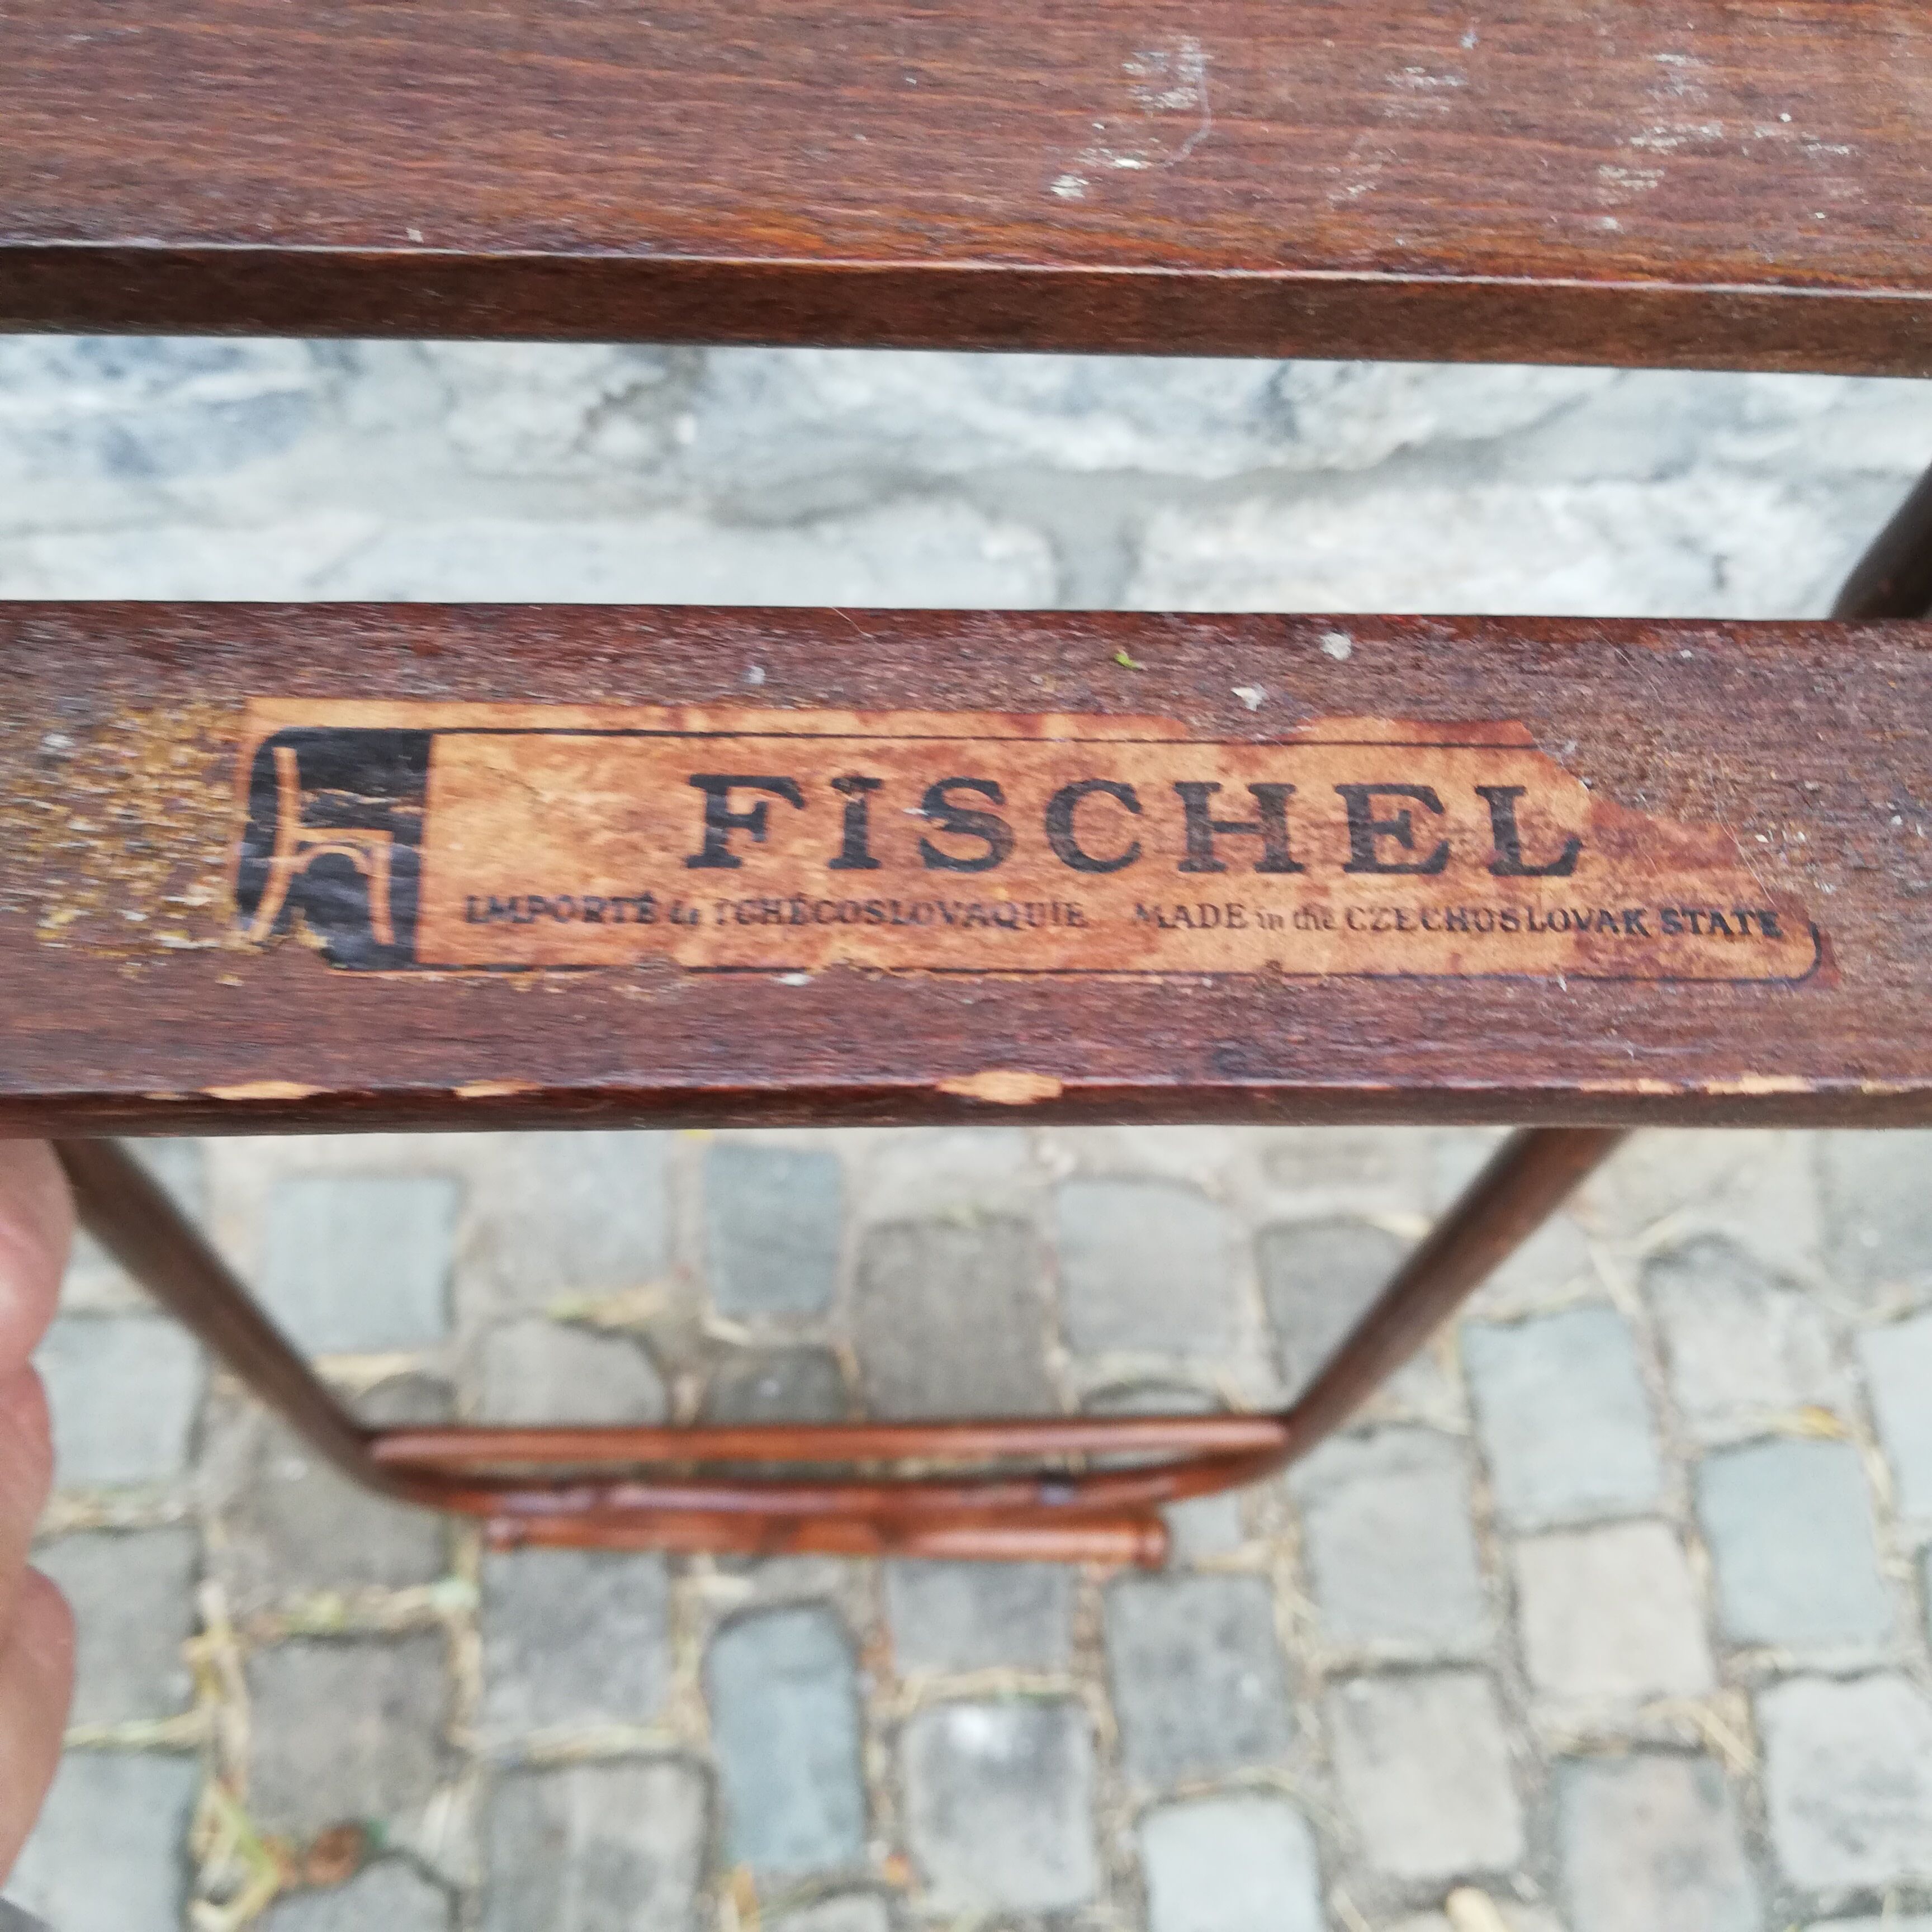 FISCHEL
IMPORTÉ de TCHÉCOSLOVAQUIE MADE in the CZECHOSLOVAK STATE